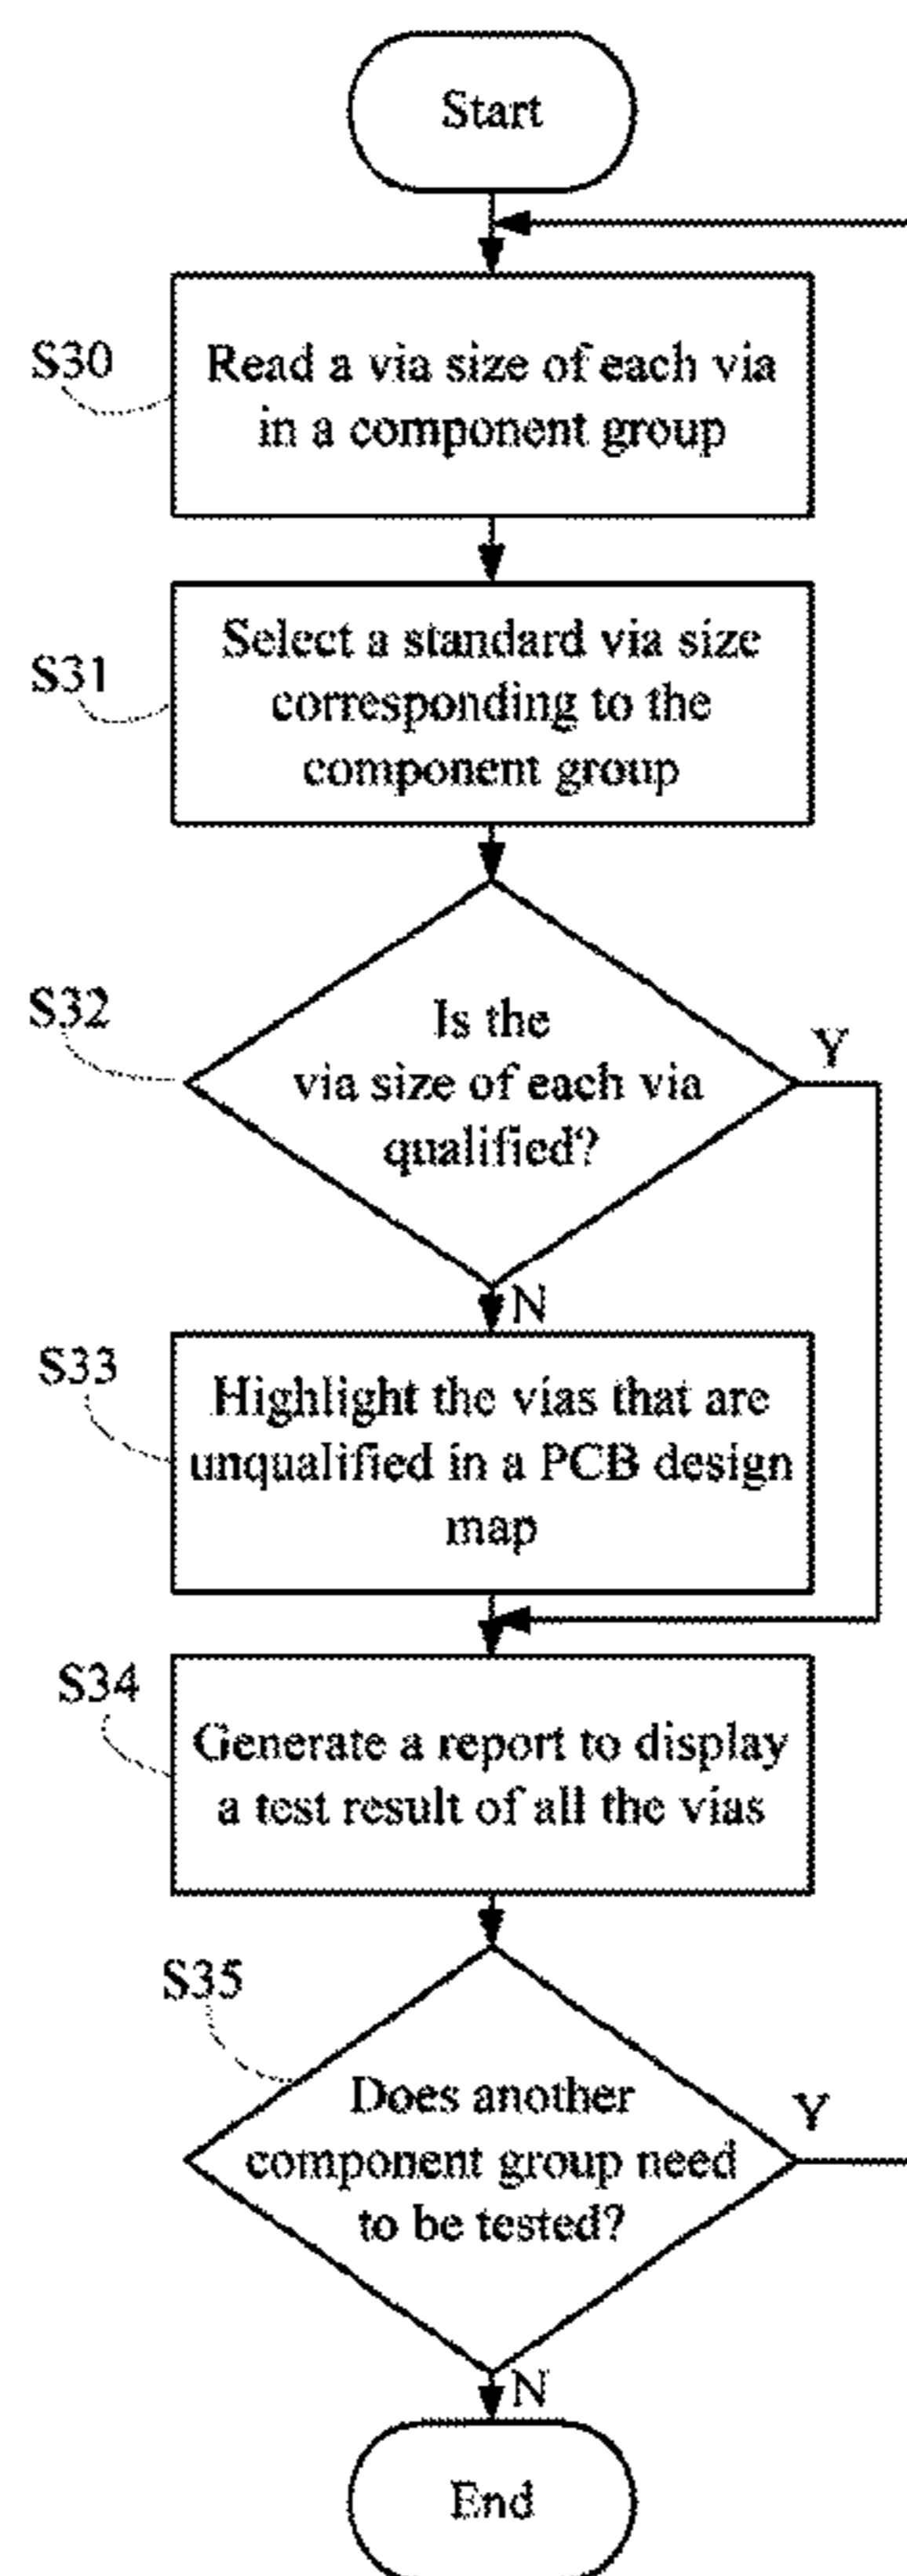 Start
S30
Read a via size of each via
in a component group
S31
Select a standard via size
corresponding to the
component group
S32
Is the
via size of each via
qualified?
Y
N
S33
Highlight the vias that are
unqualified in a PCB design
map
S34
Generate a report to display
a test result of all the vias
S35
Does another
component group need
to be tested?
Y
N
End